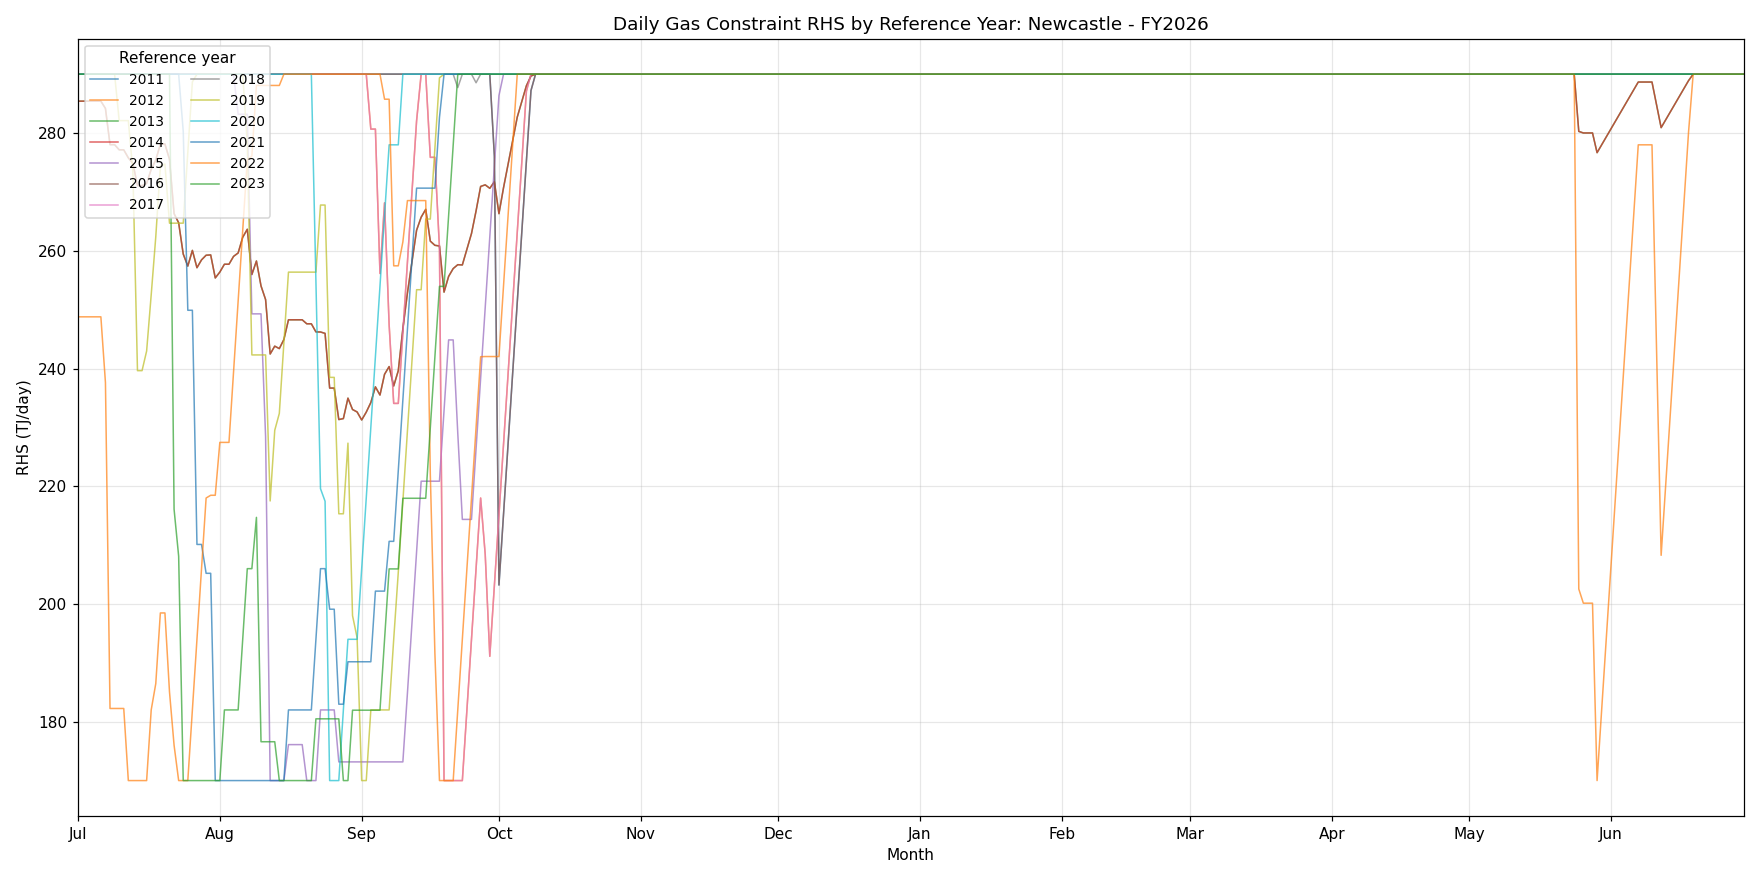 Daily Gas Constraint RHS by Reference Year: Newcastle - FY2026
Reference year
2011 2018
2012 2019
2013 2020
2014 2021
2015 2022
2016 2023
2017
280
260
240
220
200
180
RHS (TJ/day)
Jul Aug Sep Oct Nov Dec Jan Feb Mar Apr May Jun
Month